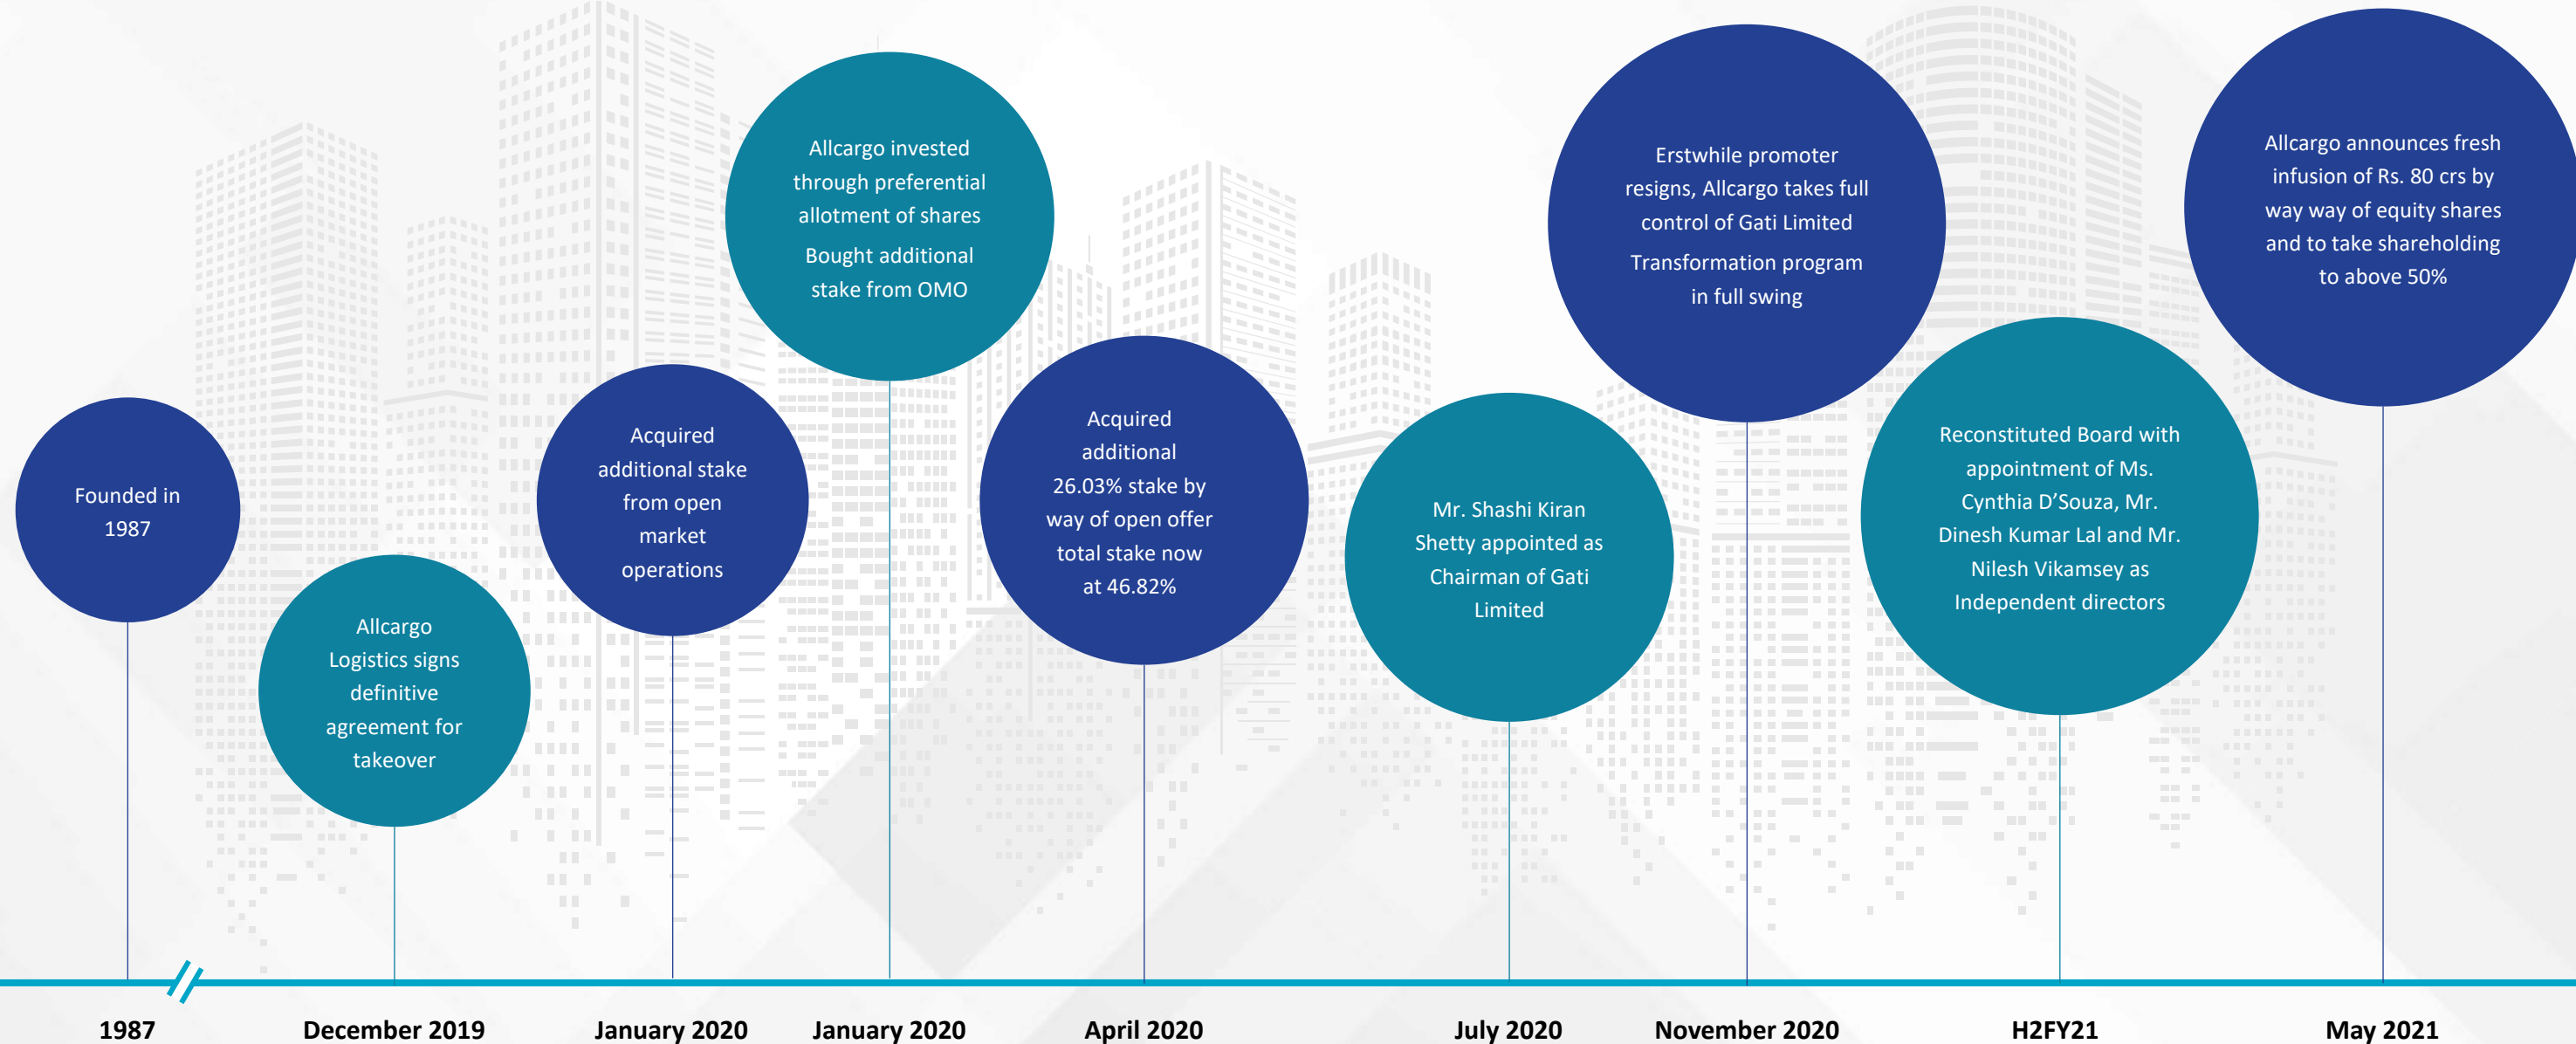 Founded in
1987
Allcargo
Logistics signs
definitive
agreement for
takeover
Acquired
additional stake
from open
market
operations
Allcargo invested
through preferential
allotment of shares
Bought additional
stake from OMO
Acquired
additional
26.03% stake by
way of open offer
total stake now
at 46.82%
Mr. Shashi Kiran
Shetty appointed as
Chairman of Gati
Limited
Erstwhile promoter
resigns, Allcargo takes full
control of Gati Limited
Transformation program
in full swing
Reconstituted Board with
appointment of Ms.
Cynthia D’Souza, Mr.
Dinesh Kumar Lal and Mr.
Nilesh Vikamsey as
Independent directors
Allcargo announces fresh
infusion of Rs. 80 crs by
way way of equity shares
and to take shareholding
to above 50%
1987
December 2019
January 2020
January 2020
April 2020
July 2020
November 2020
H2FY21
May 2021